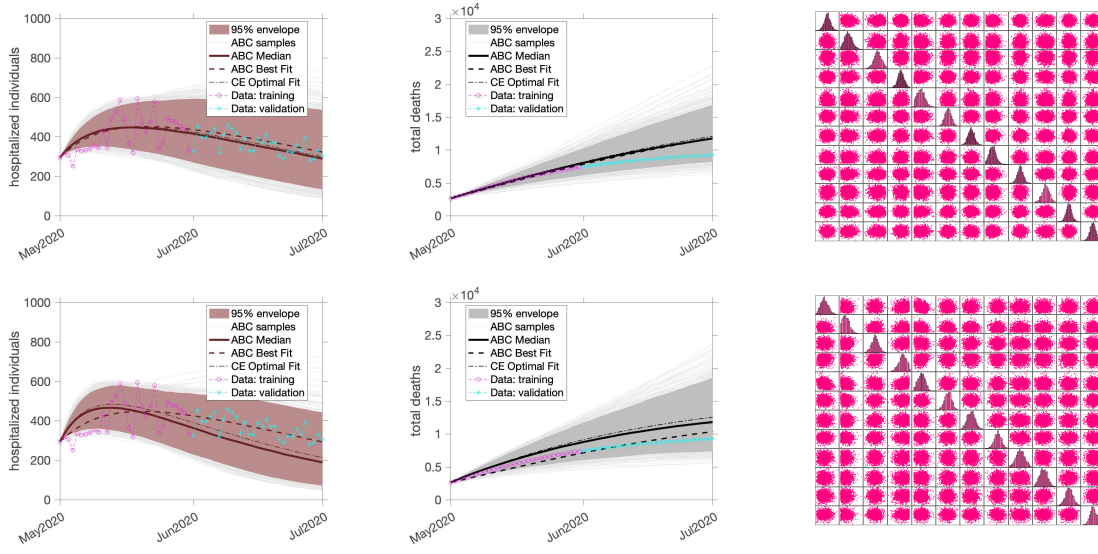 1000
800
600
400
200
0
hospitalized individuals
May2020
Jun2020
Jul2020
95% envelope
ABC samples
ABC Median
ABC Best Fit
CE Optimal Fit
Data: training
Data: validation
×10⁴
3
2.5
2
1.5
1
0.5
0
total deaths
May2020
Jun2020
Jul2020
95% envelope
ABC samples
ABC Median
ABC Best Fit
CE Optimal Fit
Data: training
Data: validation
1000
800
600
400
200
0
hospitalized individuals
May2020
Jun2020
Jul2020
95% envelope
ABC samples
ABC Median
ABC Best Fit
CE Optimal Fit
Data: training
Data: validation
×10⁴
3
2.5
2
1.5
1
0.5
0
total deaths
May2020
Jun2020
Jul2020
95% envelope
ABC samples
ABC Median
ABC Best Fit
CE Optimal Fit
Data: training
Data: validation